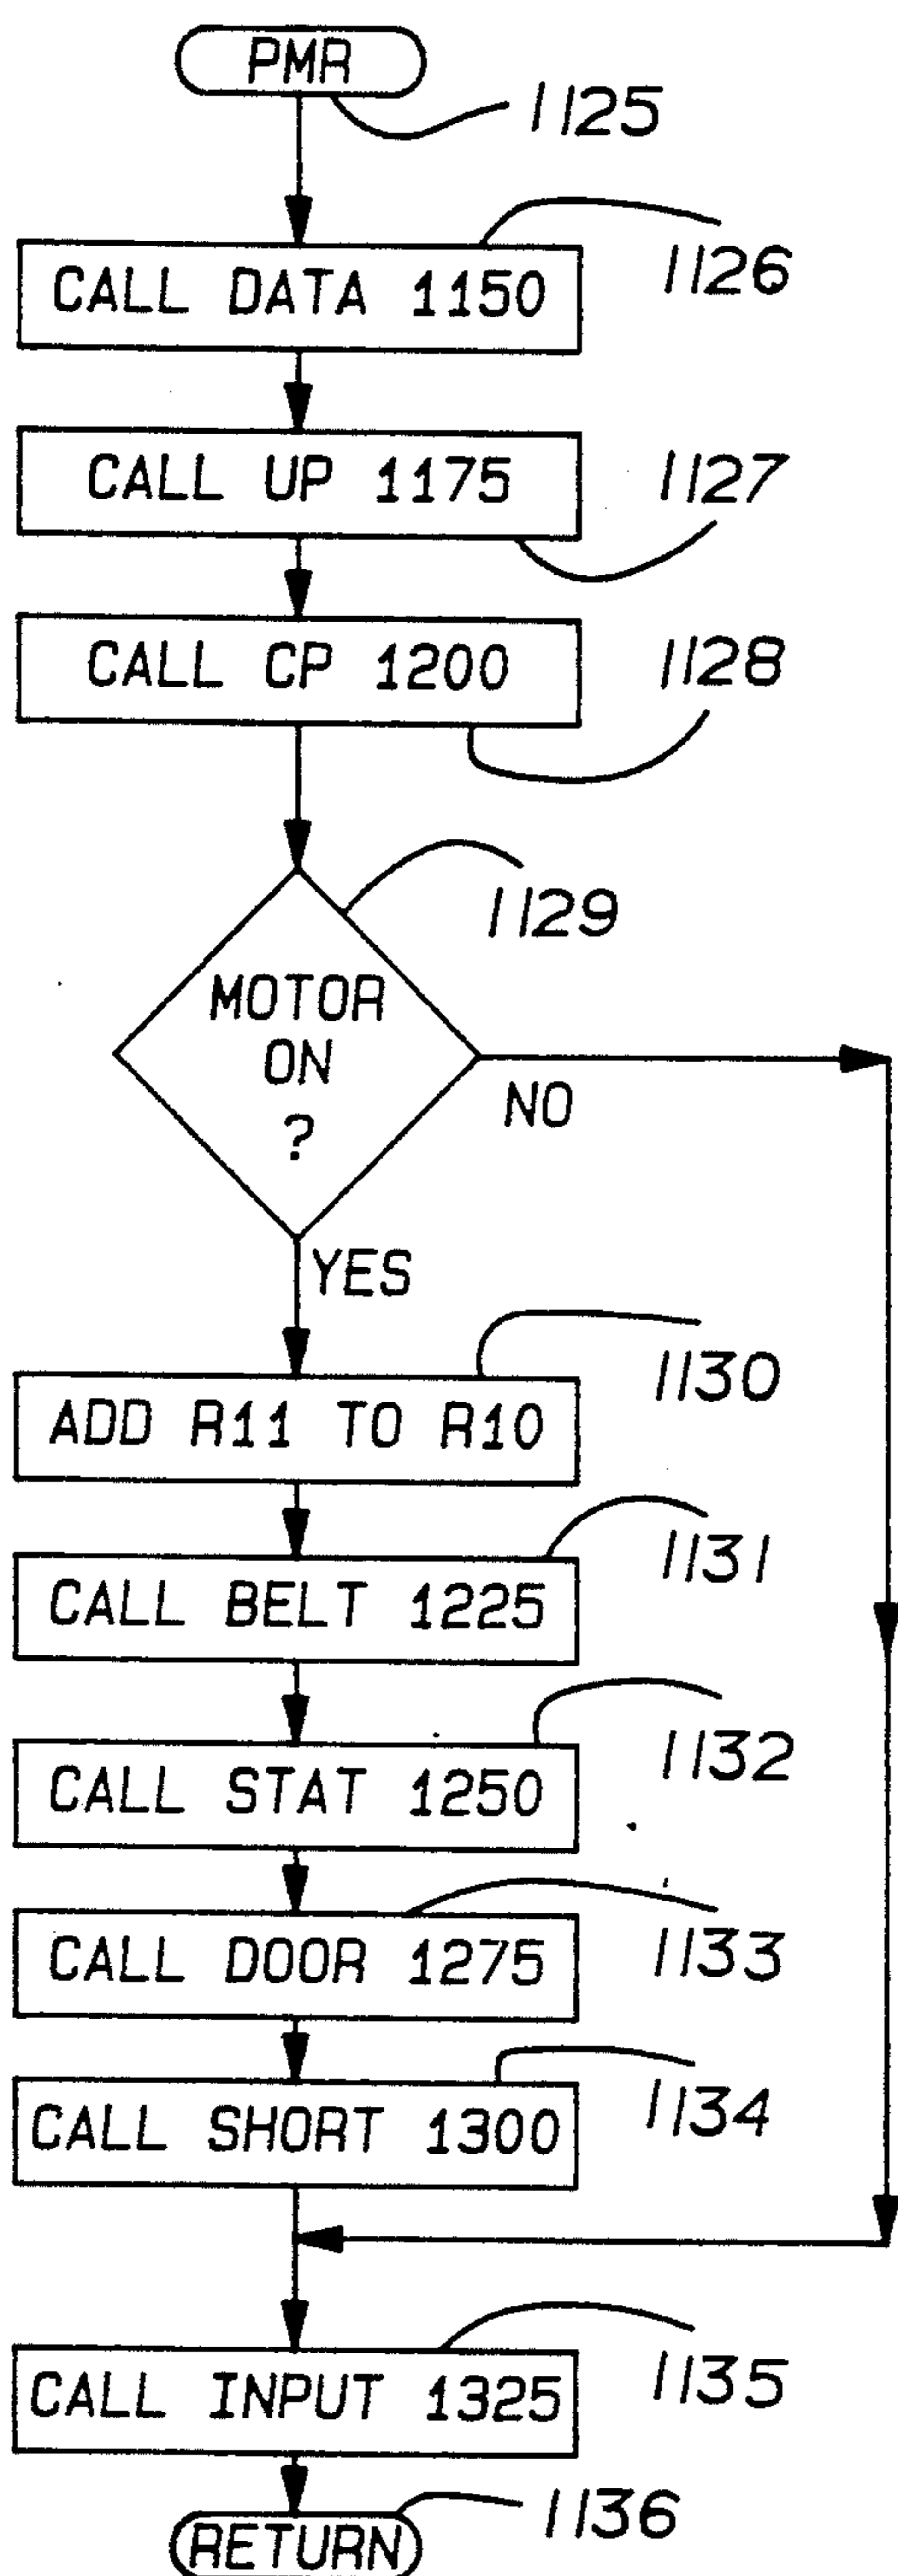 PMR
1125
1126
CALL DATA 1150
CALL UP 1175
1127
CALL CP 1200
1128
1129
MOTOR
ON
?
NO
YES
1130
ADD R11 TO R10
1131
CALL BELT 1225
1132
CALL STAT 1250
1133
CALL DOOR 1275
1134
CALL SHORT 1300
1135
CALL INPUT 1325
1136
RETURN